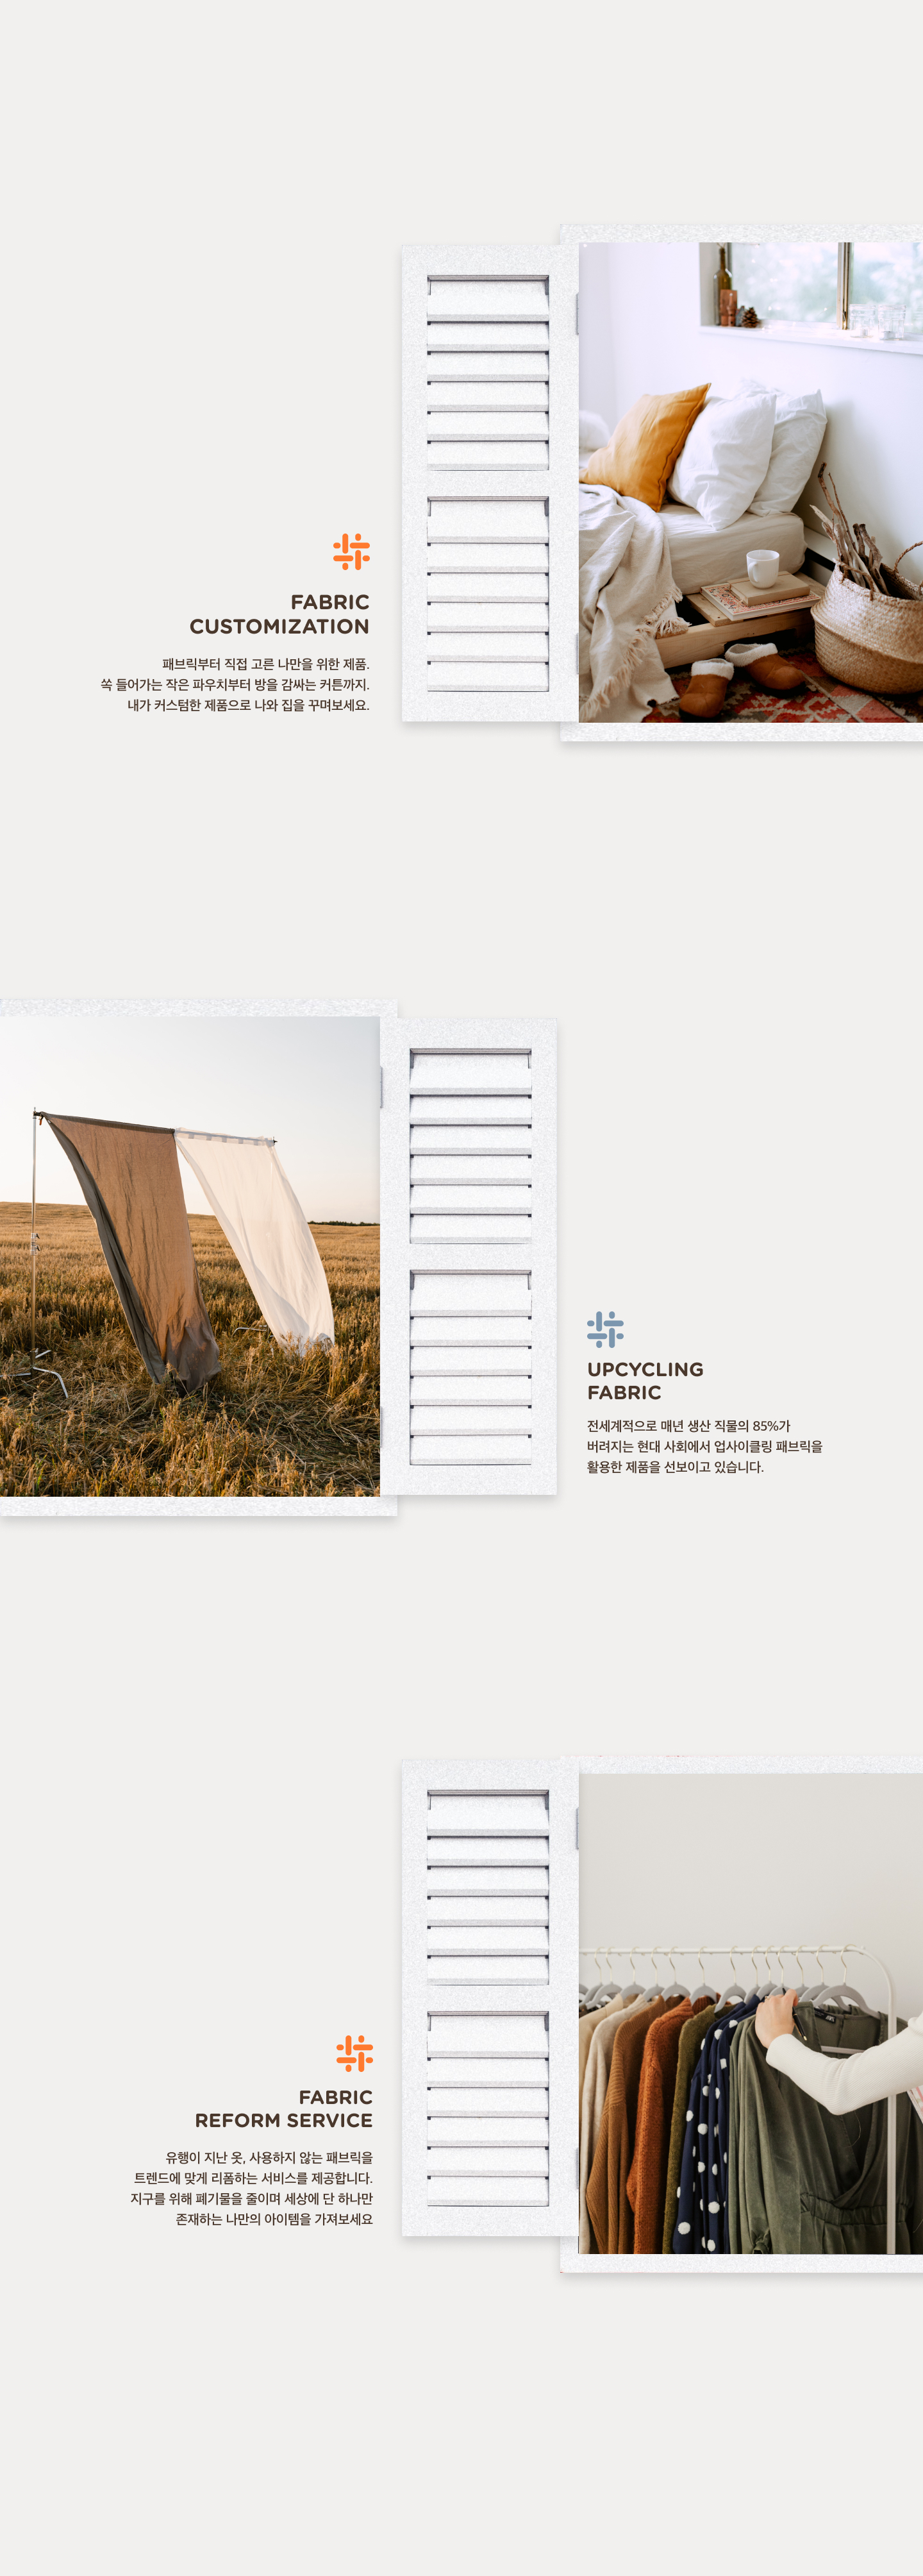 FABRIC
CUSTOMIZATION
패브릭부터 직접 고른 나만을 위한 제품.
쏙 들어가는 작은 파우치부터 방을 감싸는 커튼까지.
내가 커스텀한 제품으로 나와 집을 꾸며보세요.
UPCYCLING
FABRIC
전세계적으로 매년 생산 직물의 85%가
버려지는 현대 사회에서 업사이클링 패브릭을
활용한 제품을 선보이고 있습니다.
FABRIC
REFORM SERVICE
유행이 지난 옷, 사용하지 않는 패브릭을
트렌드에 맞게 리폼하는 서비스를 제공합니다.
지구를 위해 폐기물을 줄이며 세상에 단 하나만
존재하는 나만의 아이템을 가져보세요